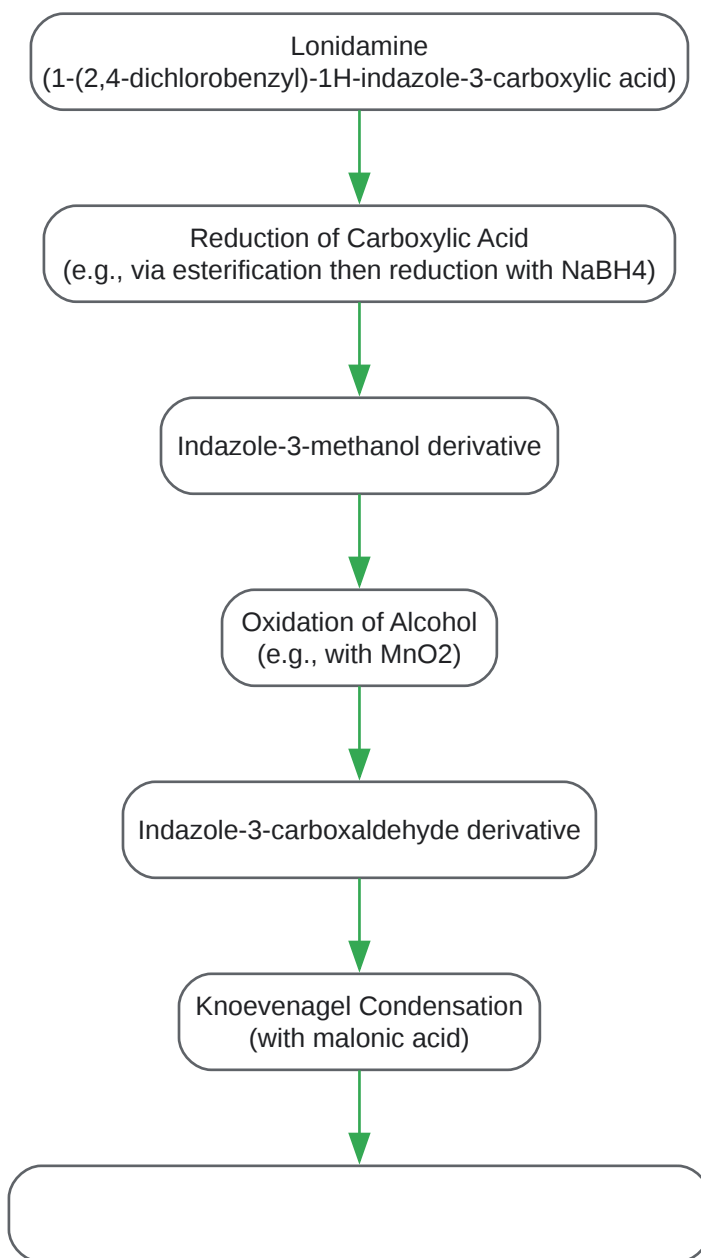 Lonidamine
(1-(2,4-dichlorobenzyl)-1H-indazole-3-carboxylic acid)
Reduction of Carboxylic Acid
(e.g., via esterification then reduction with NaBH4)
Indazole-3-methanol derivative
Oxidation of Alcohol
(e.g., with MnO2)
Indazole-3-carboxaldehyde derivative
Knoevenagel Condensation
(with malonic acid)